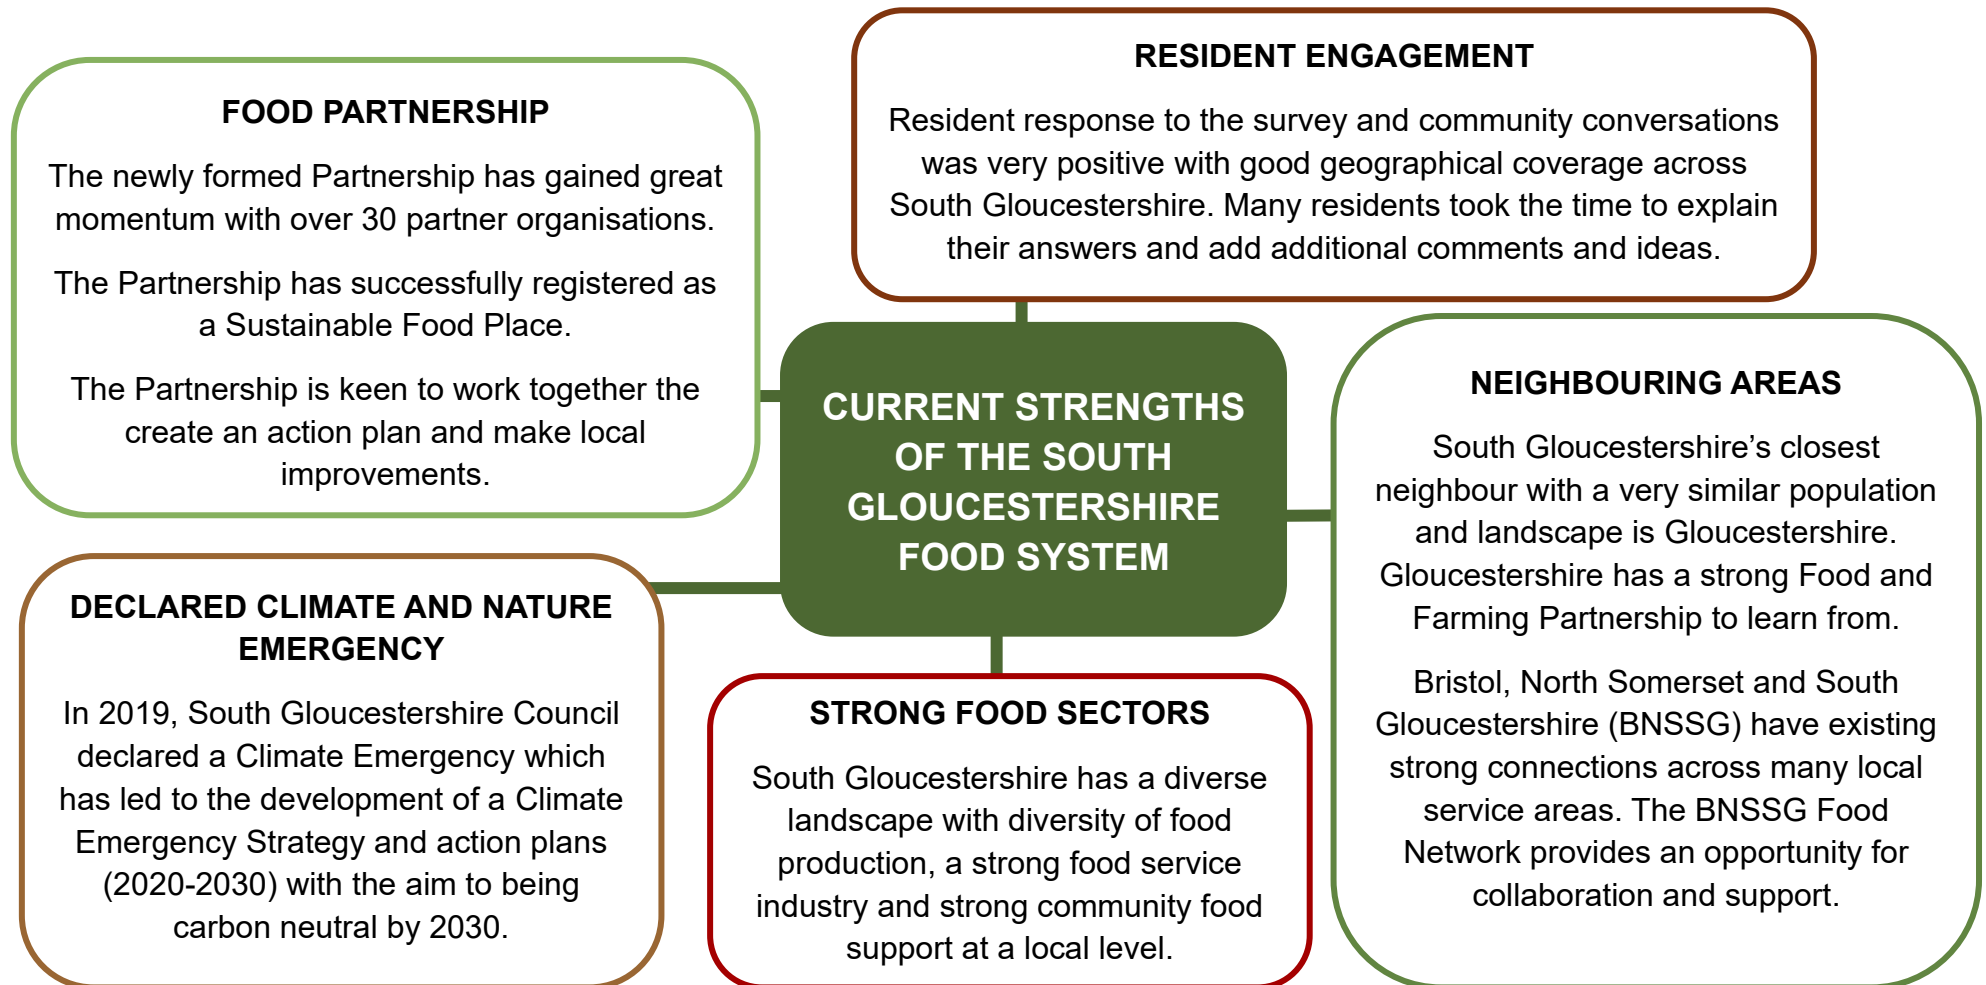 FOOD PARTNERSHIP
The newly formed Partnership has gained great
momentum with over 30 partner organisations.
The Partnership has successfully registered as
a Sustainable Food Place.
The Partnership is keen to work together the
create an action plan and make local
improvements.
RESIDENT ENGAGEMENT
Resident response to the survey and community conversations
was very positive with good geographical coverage across
South Gloucestershire. Many residents took the time to explain
their answers and add additional comments and ideas.
CURRENT STRENGTHS
OF THE SOUTH
GLOUCESTERSHIRE
FOOD SYSTEM
NEIGHBOURING AREAS
South Gloucestershire’s closest
neighbour with a very similar population
and landscape is Gloucestershire.
Gloucestershire has a strong Food and
Farming Partnership to learn from.
Bristol, North Somerset and South
Gloucestershire (BNSSG) have existing
strong connections across many local
service areas. The BNSSG Food
Network provides an opportunity for
collaboration and support.
DECLARED CLIMATE AND NATURE
EMERGENCY
In 2019, South Gloucestershire Council
declared a Climate Emergency which
has led to the development of a Climate
Emergency Strategy and action plans
(2020-2030) with the aim to being
carbon neutral by 2030.
STRONG FOOD SECTORS
South Gloucestershire has a diverse
landscape with diversity of food
production, a strong food service
industry and strong community food
support at a local level.